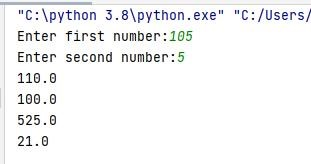 "C:\python 3.8\python.exe" "C:/Users/
Enter first number:105
Enter second number:5
110.0
100.0
525.0
21.0